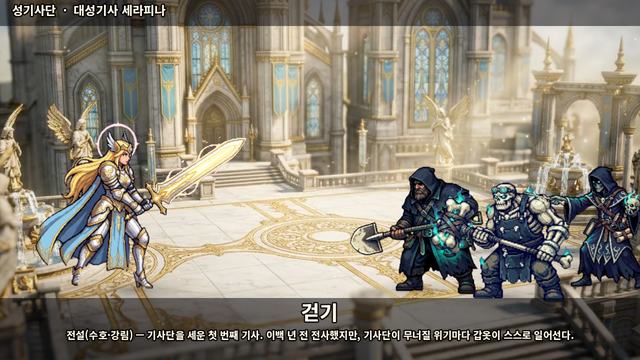 성기사단 · 대성기사 세라피나
걷기
전설(수호·강림) — 기사단을 세운 첫 번째 기사. 이백 년 전 전사했지만, 기사단이 무너질 위기마다 갑옷이 스스로 일어선다.